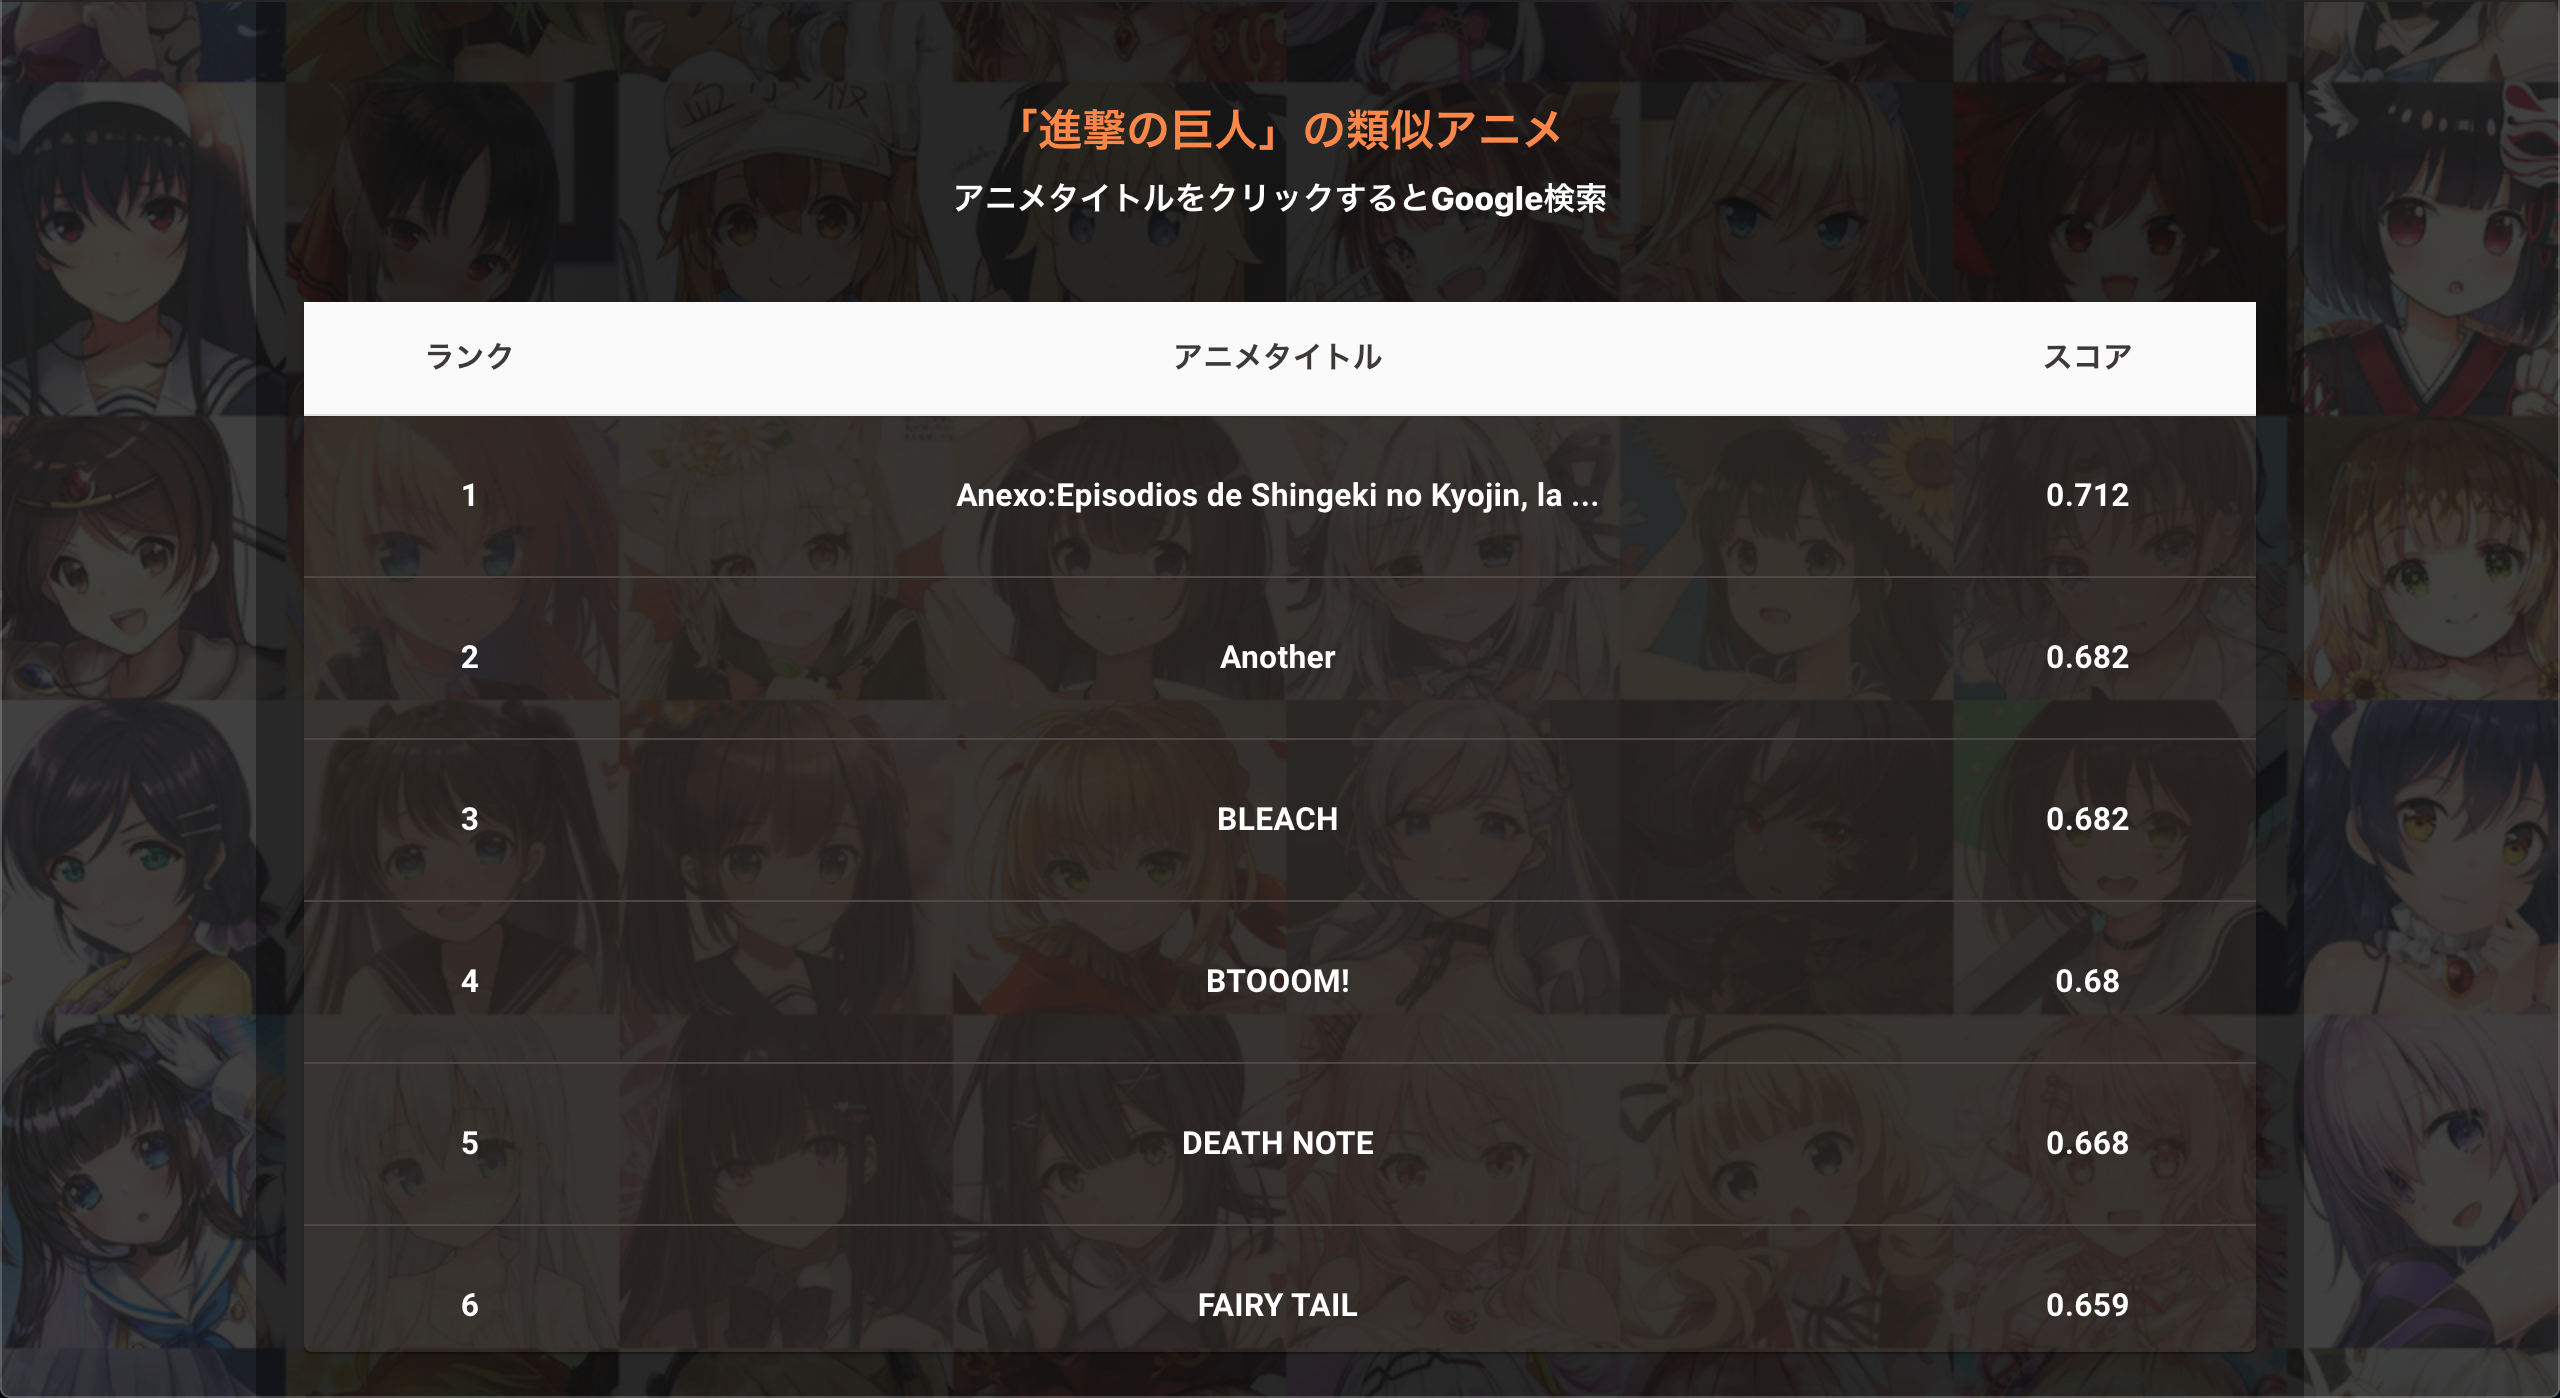 「進撃の巨人」の類似アニメ
アニメタイトルをクリックするとGoogle検索
ランク アニメタイトル スコア
1 Anexo:Episodios de Shingeki no Kyojin, la ... 0.712
2 Another 0.682
3 BLEACH 0.682
4 BTOOOM! 0.68
5 DEATH NOTE 0.668
6 FAIRY TAIL 0.659